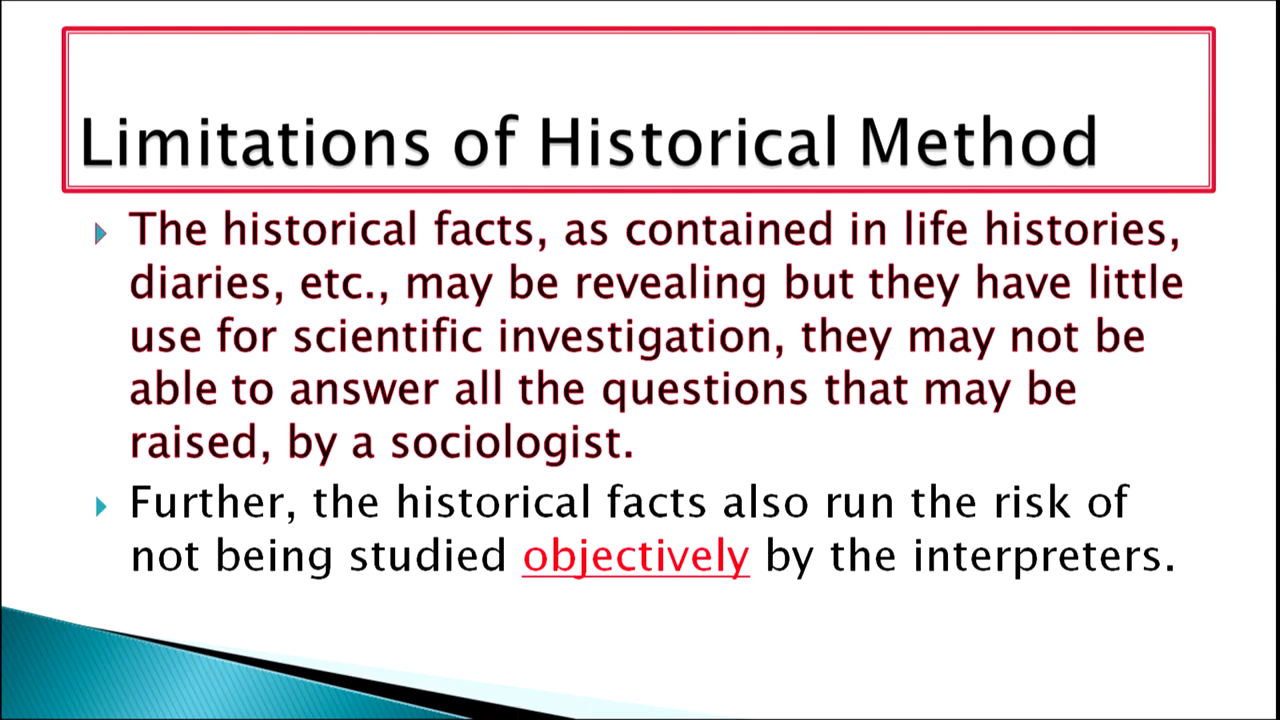 Limitations of Historical Method
The historical facts, as contained in life histories,
diaries, etc., may be revealing but they have little
use for scientific investigation, they may not be
able to answer all the questions that may be
raised, by a sociologist.
Further, the historical facts also run the risk of
not being studied objectively by the interpreters.